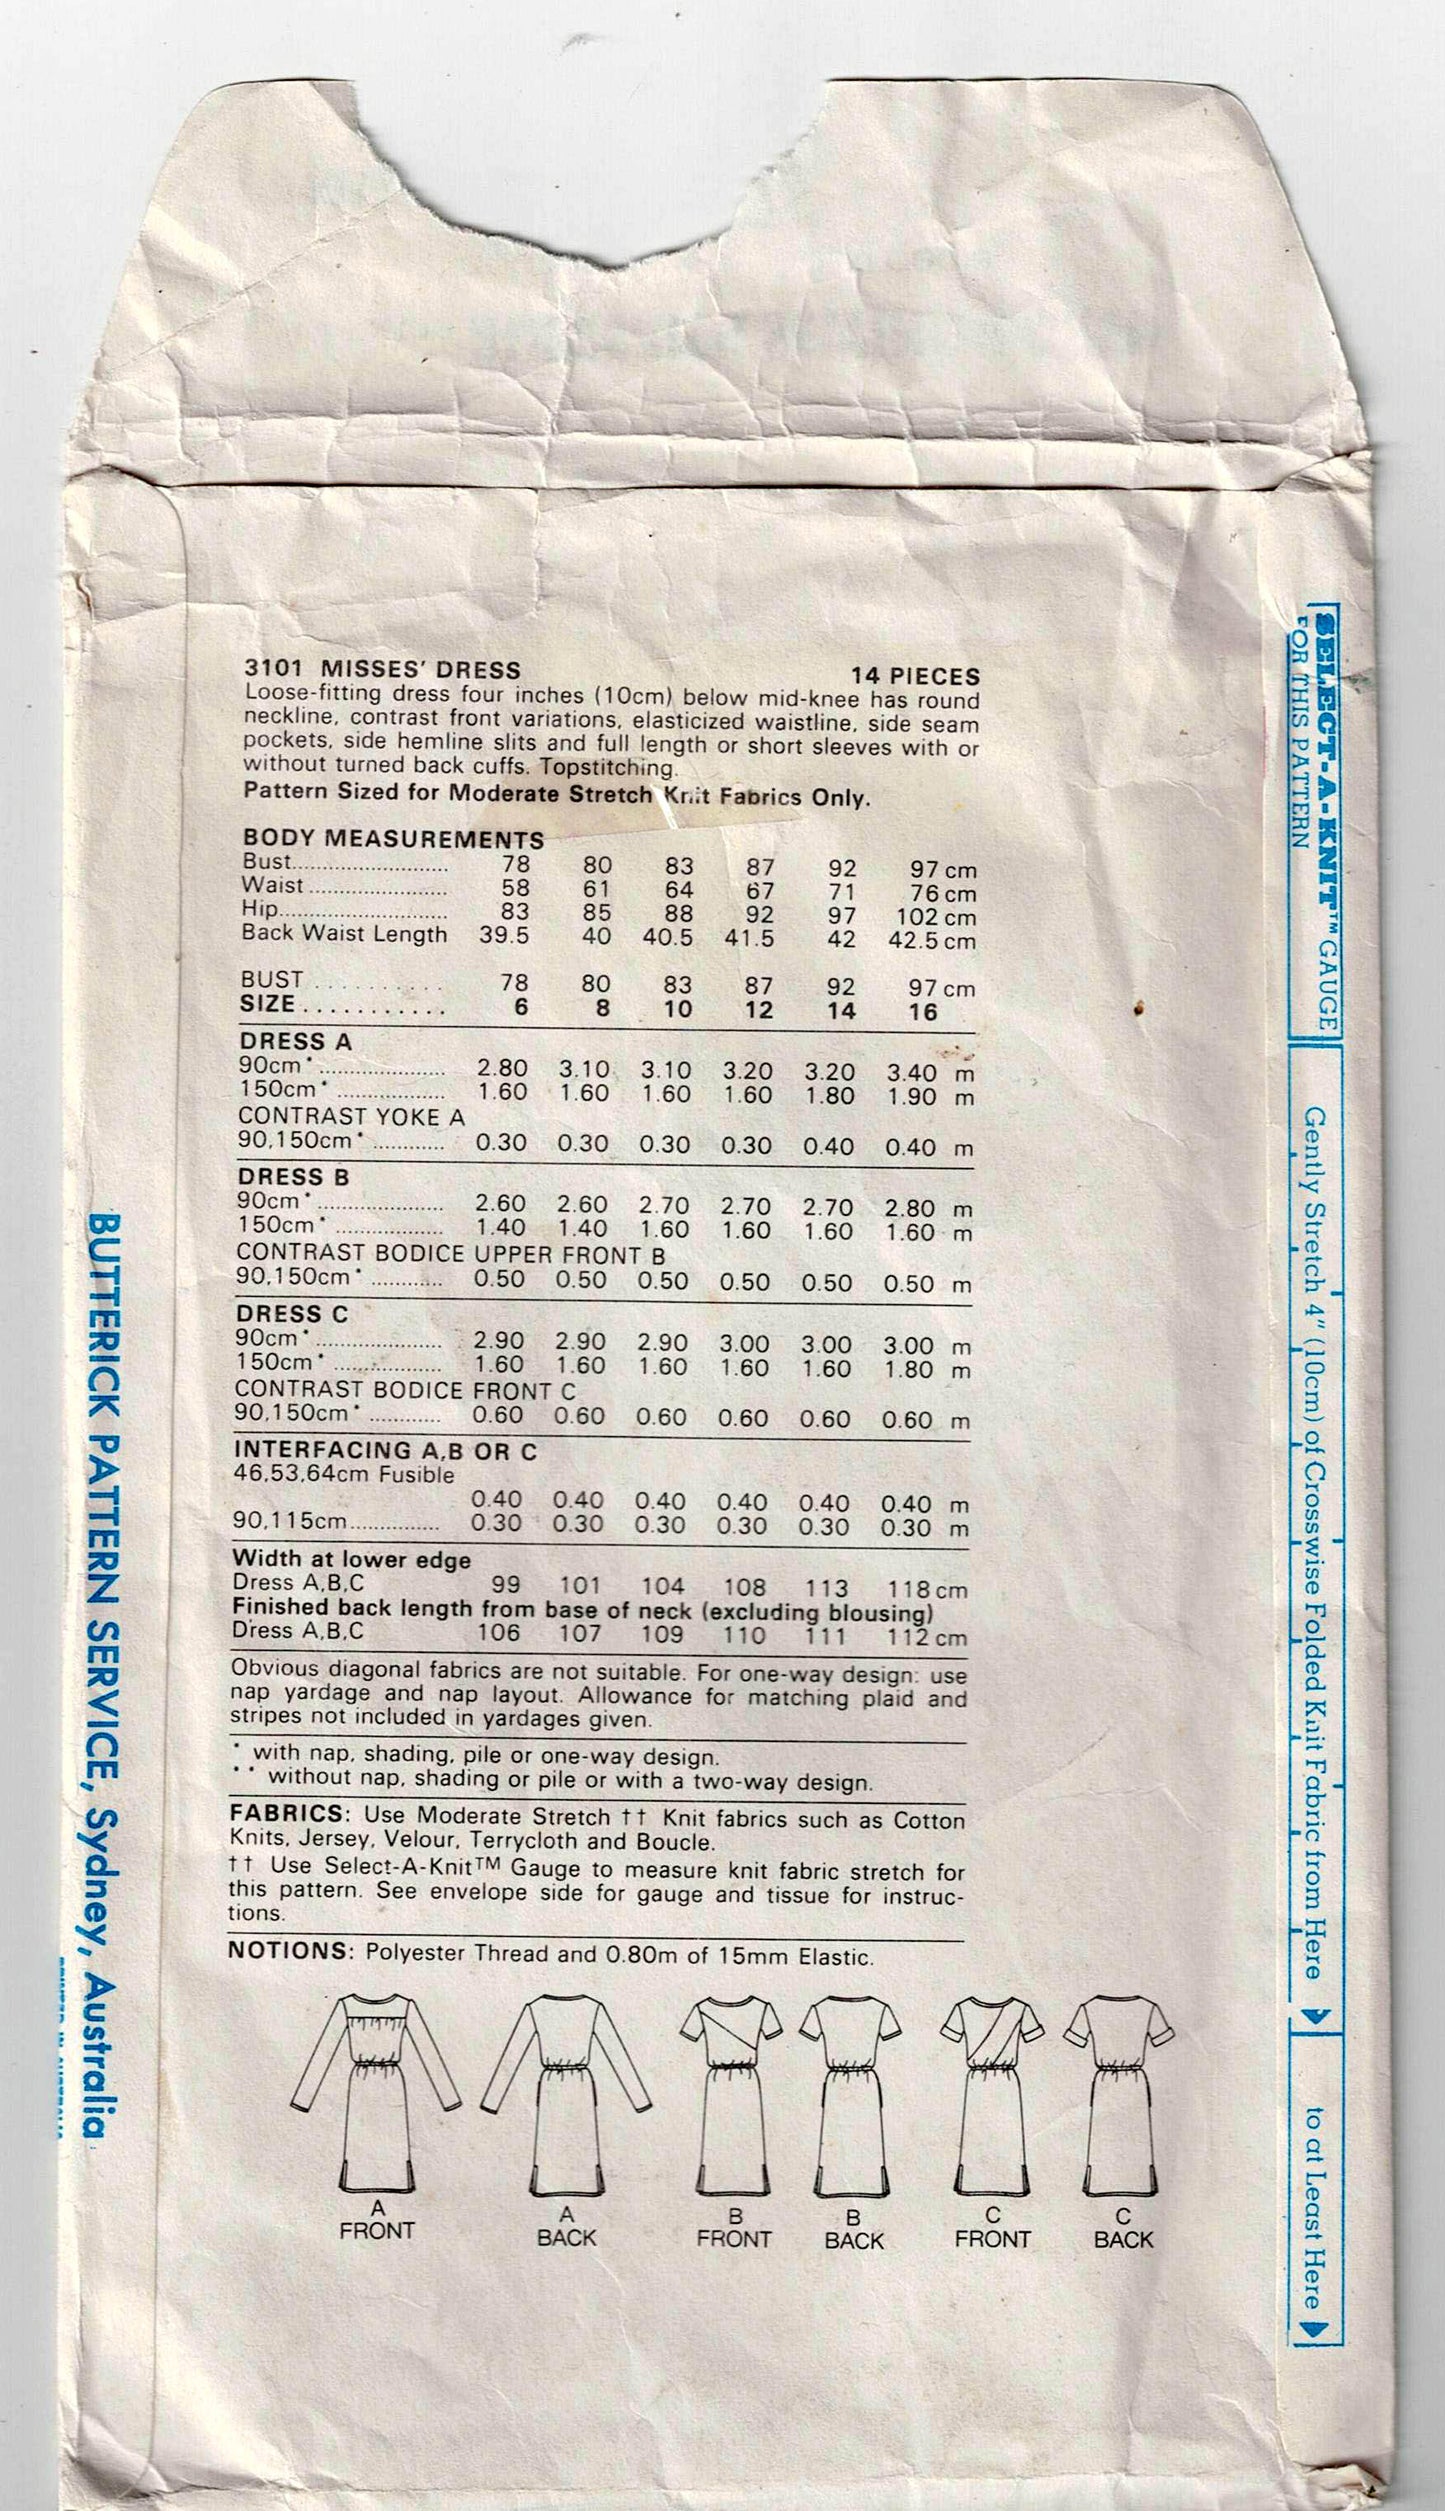 3101 MISSES' DRESS 14 PIECES
Loose-fitting dress four inches (10cm) below mid-knee has round
neckline, contrast front variations, elasticized waistline, side seam
pockets, side hemline slits and full length or short sleeves with or
without turned back cuffs. Topstitching.
Pattern Sized for Moderate Stretch Knit Fabrics Only.
BODY MEASUREMENTS
Bust........................... 78 80 83 87 92 97 cm
Waist ........................ 58 61 64 67 71 76 cm
Hip............................. 83 85 88 92 97 102 cm
Back Waist Length 39.5 40 40.5 41.5 42 42.5 cm
BUST . . . . . . . . . . . 78 80 83 87 92 97 cm
SIZE . . . . . . . . . . . 6 8 10 12 14 16
DRESS A
90cm* ...................... 2.80 3.10 3.10 3.20 3.20 3.40 m
150cm* .................. 1.60 1.60 1.60 1.60 1.80 1.90 m
CONTRAST YOKE A
90,150cm* ............ 0.30 0.30 0.30 0.30 0.40 0.40 m
DRESS B
90cm* ...................... 2.60 2.60 2.70 2.70 2.70 2.80 m
150cm* .................. 1.40 1.40 1.60 1.60 1.60 1.60 m
CONTRAST BODICE UPPER FRONT B
90,150cm* ............ 0.50 0.50 0.50 0.50 0.50 0.50 m
DRESS C
90cm* ...................... 2.90 2.90 2.90 3.00 3.00 3.00 m
150cm* .................. 1.60 1.60 1.60 1.60 1.60 1.80 m
CONTRAST BODICE FRONT C
90,150cm* ............ 0.60 0.60 0.60 0.60 0.60 0.60 m
INTERFACING A,B OR C
46,53,64cm Fusible
0.40 0.40 0.40 0.40 0.40 0.40 m
90,115cm............... 0.30 0.30 0.30 0.30 0.30 0.30 m
Width at lower edge
Dress A,B,C 99 101 104 108 113 118 cm
Finished back length from base of neck (excluding blousing)
Dress A,B,C 106 107 109 110 111 112 cm
Obvious diagonal fabrics are not suitable. For one-way design: use
nap yardage and nap layout. Allowance for matching plaid and
stripes not included in yardages given.
* with nap, shading, pile or one-way design.
** without nap, shading or pile or with a two-way design.
FABRICS: Use Moderate Stretch †† Knit fabrics such as Cotton
Knits, Jersey, Velour, Terrycloth and Boucle.
†† Use Select-A-Knit™ Gauge to measure knit fabric stretch for
this pattern. See envelope side for gauge and tissue for instruc-
tions.
NOTIONS: Polyester Thread and 0.80m of 15mm Elastic.
A
FRONT
A
BACK
B
FRONT
B
BACK
C
FRONT
C
BACK
BUTTERICK PATTERN SERVICE, Sydney, Australia
SELECT-A-KNIT™ GAUGE
FOR THIS PATTERN
Gently Stretch 4" (10cm) of Crosswise Folded Knit Fabric from Here
to at Least Here